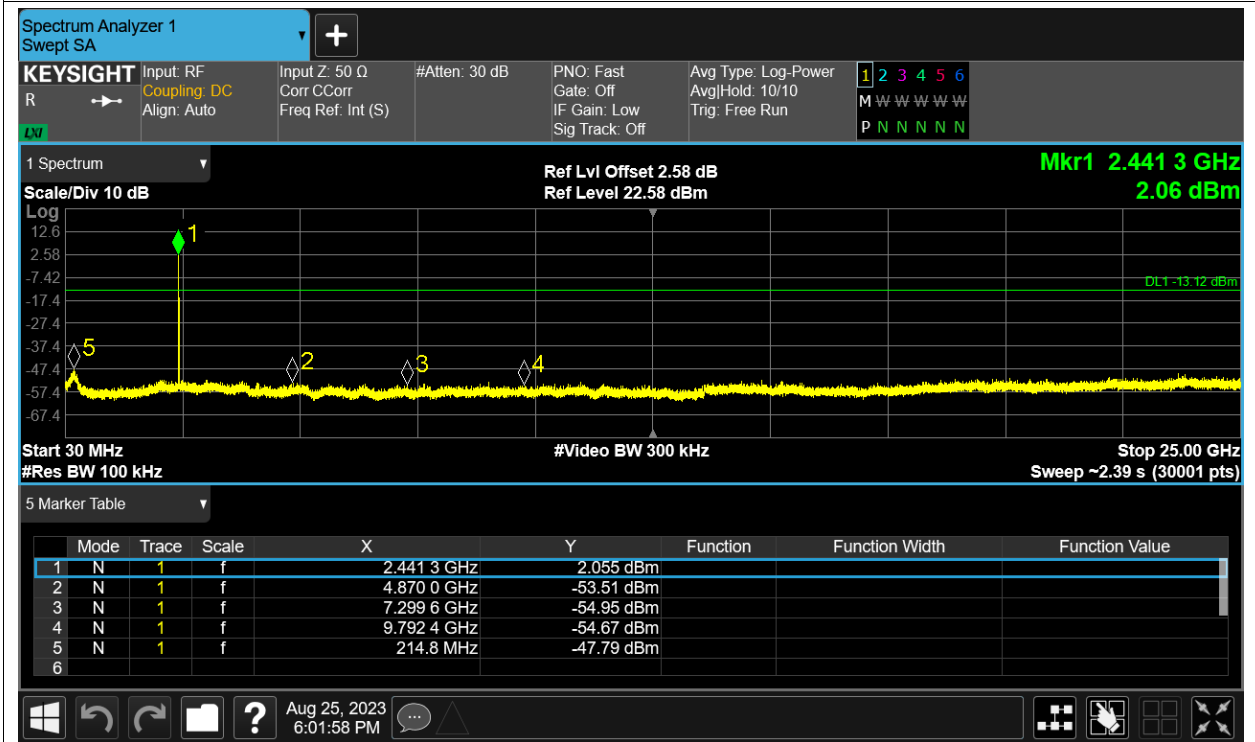 Spectrum Analyzer 1
Swept SA
+
KEYSIGHT Input: RF Input Z: 50 Ω #Atten: 30 dB PNO: Fast Avg Type: Log-Power 1 2 3 4 5 6
R Coupling: DC Corr CCorr Gate: Off Avg|Hold: 10/10 M W W W W W
Align: Auto Freq Ref: Int (S) IF Gain: Low Trig: Free Run
LXI Sig Track: Off P N N N N N
1 Spectrum Ref Lvl Offset 2.58 dB Mkr1 2.441 3 GHz
Scale/Div 10 dB Ref Level 22.58 dBm 2.06 dBm
Log
12.6 1
2.58
-7.42 DL1 -13.12 dBm
-17.4
-27.4
-37.4 5
-47.4 2 3 4
-57.4
-67.4
Start 30 MHz #Video BW 300 kHz Stop 25.00 GHz
#Res BW 100 kHz Sweep ~2.39 s (30001 pts)
5 Marker Table
Mode Trace Scale X Y Function Function Width Function Value
1 N 1 f 2.441 3 GHz 2.055 dBm
2 N 1 f 4.870 0 GHz -53.51 dBm
3 N 1 f 7.299 6 GHz -54.95 dBm
4 N 1 f 9.792 4 GHz -54.67 dBm
5 N 1 f 214.8 MHz -47.79 dBm
6
? Aug 25, 2023
6:01:58 PM